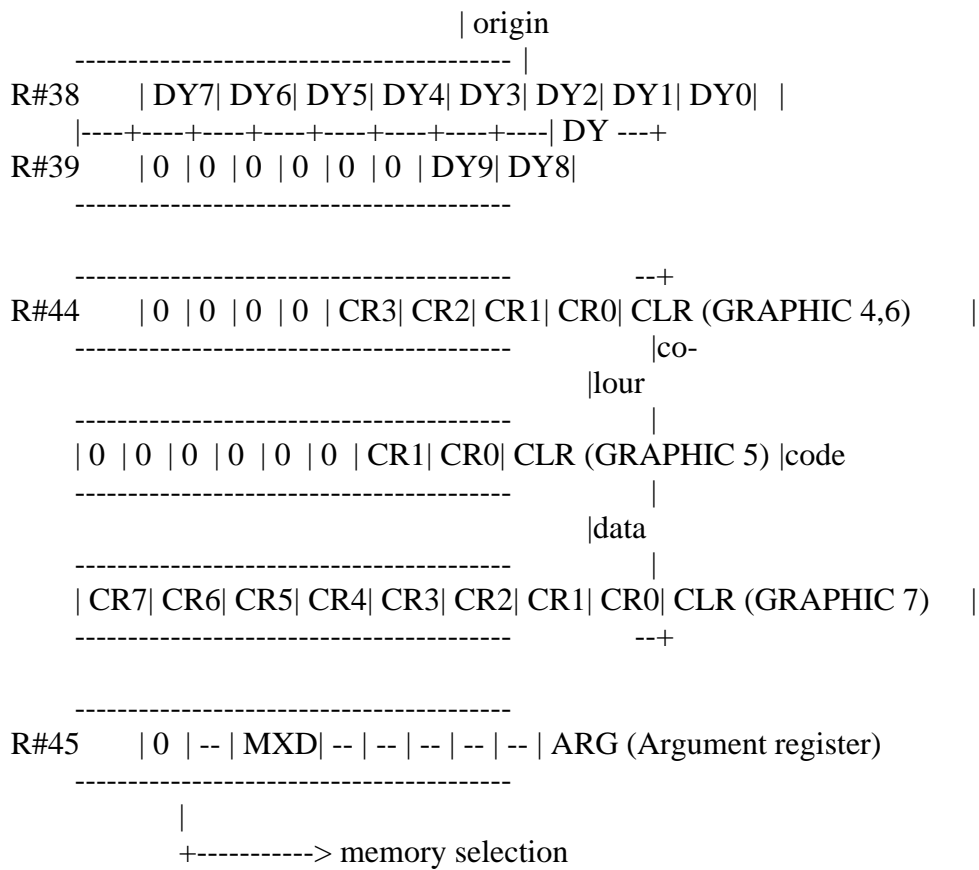 | origin
----------------------------------------- |
R#38 | DY7| DY6| DY5| DY4| DY3| DY2| DY1| DY0| |
|----+----+----+----+----+----+----+----| DY ---+
R#39 | 0 | 0 | 0 | 0 | 0 | 0 | DY9| DY8|
-----------------------------------------
----------------------------------------- --+
R#44 | 0 | 0 | 0 | 0 | CR3| CR2| CR1| CR0| CLR (GRAPHIC 4,6) |
----------------------------------------- |co-
|lour
----------------------------------------- |
| 0 | 0 | 0 | 0 | 0 | 0 | CR1| CR0| CLR (GRAPHIC 5) |code
----------------------------------------- |
|data
----------------------------------------- |
| CR7| CR6| CR5| CR4| CR3| CR2| CR1| CR0| CLR (GRAPHIC 7) |
----------------------------------------- --+
-----------------------------------------
R#45 | 0 | -- | MXD| -- | -- | -- | -- | -- | ARG (Argument register)
-----------------------------------------
|
+-----------> memory selection